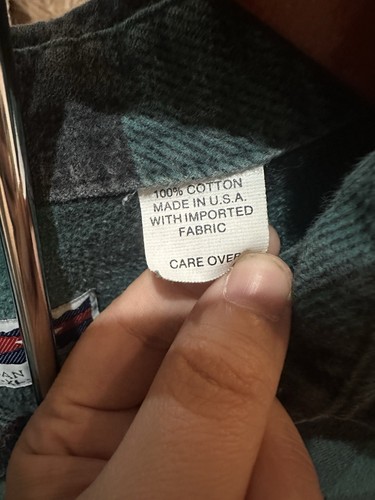 100% COTTON
MADE IN U.S.A.
WITH IMPORTED
FABRIC
CARE OVER